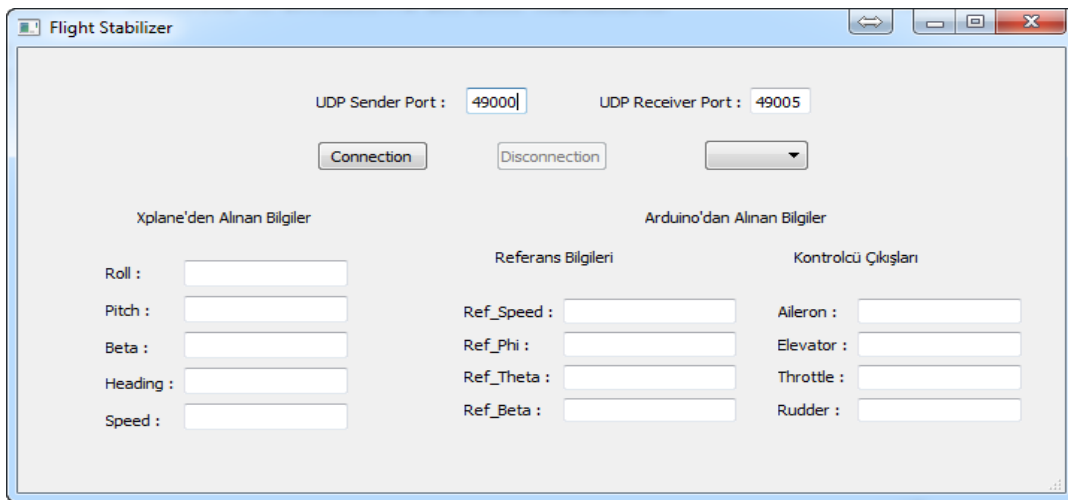 Flight Stabilizer
UDP Sender Port : 49000 UDP Receiver Port : 49005
Connection Disconnection
Xplane'den Alınan Bilgiler Arduino'dan Alınan Bilgiler
Referans Bilgileri Kontrolcü Çıkışları
Roll :
Pitch : Ref_Speed : Aileron :
Beta : Ref_Phi : Elevator :
Heading : Ref_Theta : Throttle :
Speed : Ref_Beta : Rudder :